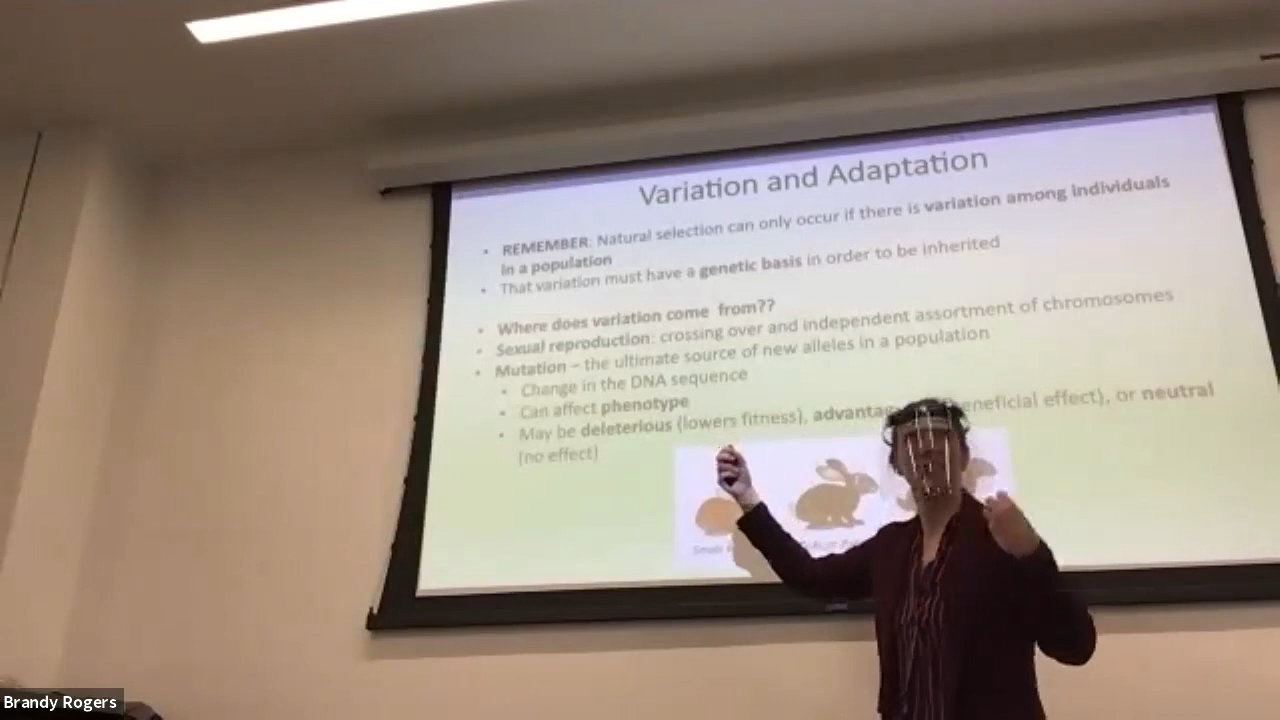 Variation and Adaptation
• REMEMBER: Natural selection can only occur if there is variation among individuals
in a population
• That variation must have a genetic basis in order to be inherited
• Where does variation come from??
• Sexual reproduction: crossing over and independent assortment of chromosomes
• Mutation – the ultimate source of new alleles in a population
• Change in the DNA sequence
• Can affect phenotype
• May be deleterious (lowers fitness), (beneficial effect), or neutral
(no effect)
Brandy Rogers